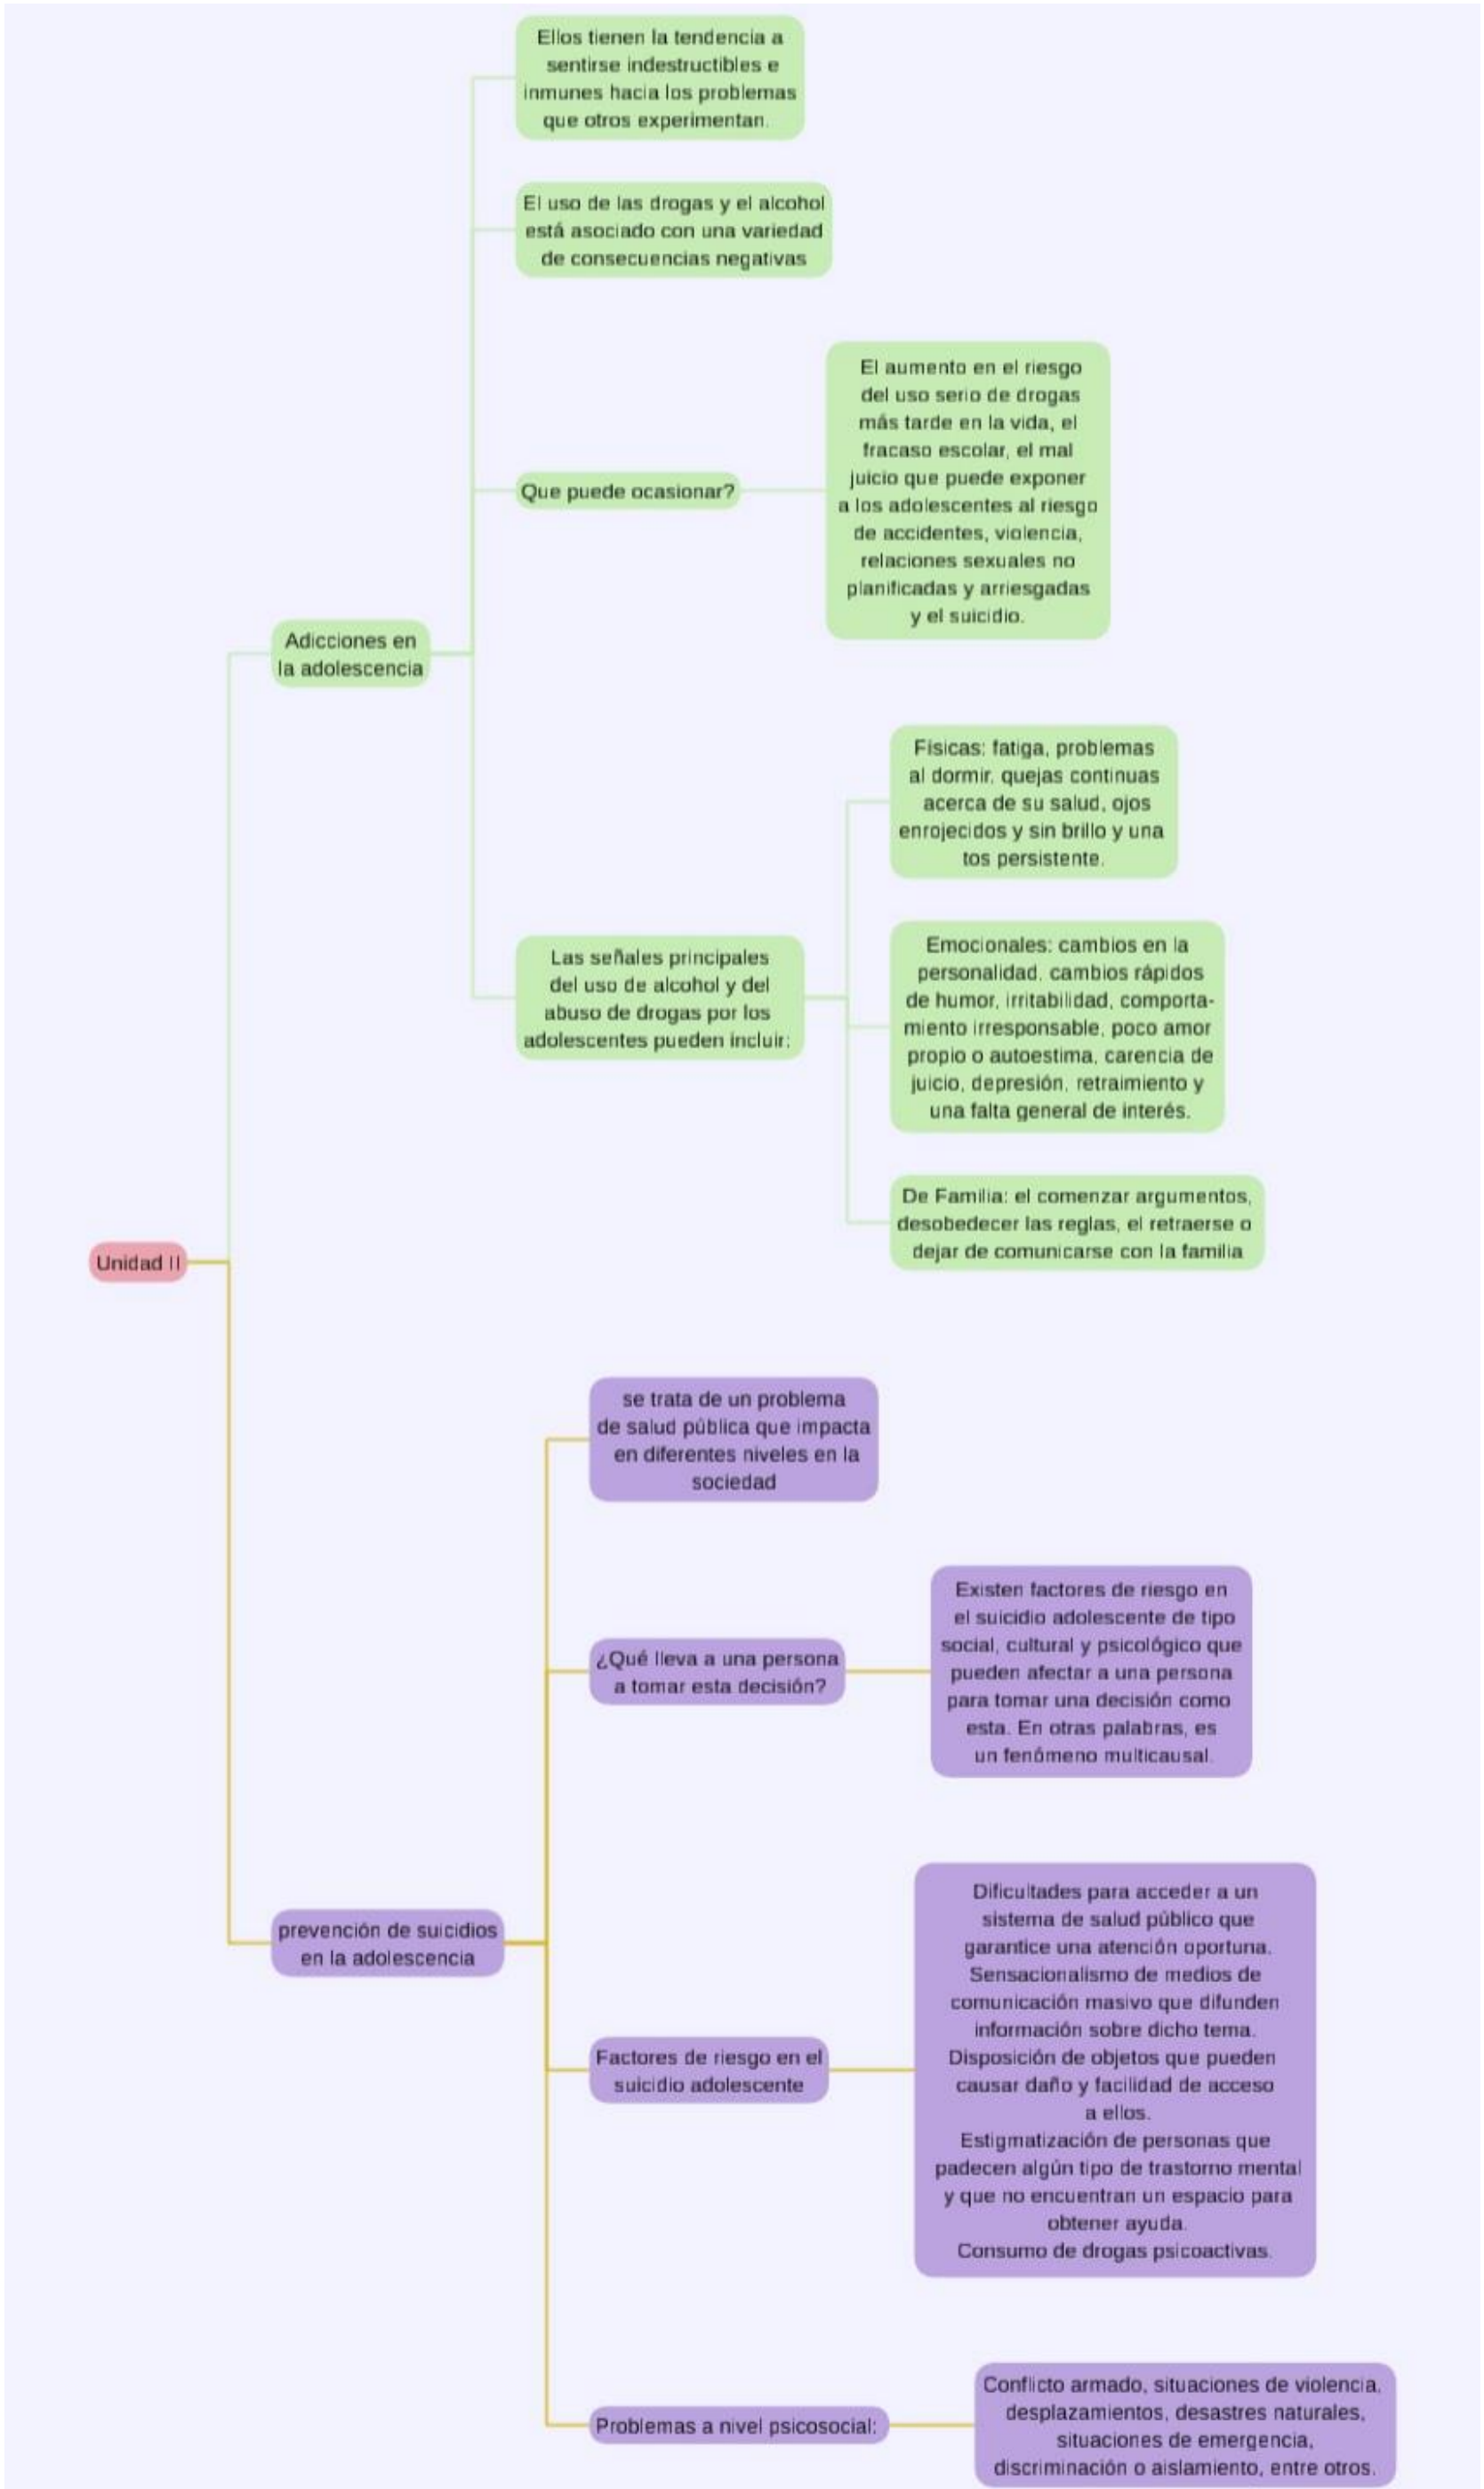 Ellos tienen la tendencia a
sentirse indestructibles e
inmunes hacia los problemas
que otros experimentan.
El uso de las drogas y el alcohol
está asociado con una variedad
de consecuencias negativas
El aumento en el riesgo
del uso serio de drogas
más tarde en la vida, el
fracaso escolar, el mal
juicio que puede exponer
a los adolescentes al riesgo
de accidentes, violencia,
relaciones sexuales no
planificadas y arriesgadas
y el suicidio.
Que puede ocasionar?
Adicciones en
la adolescencia
Físicas: fatiga, problemas
al dormir, quejas continuas
acerca de su salud, ojos
enrojecidos y sin brillo y una
tos persistente.
Las señales principales
del uso de alcohol y del
abuso de drogas por los
adolescentes pueden incluir:
Emocionales: cambios en la
personalidad, cambios rápidos
de humor, irritabilidad, comporta-
miento irresponsable, poco amor
propio o autoestima, carencia de
juicio, depresión, retraimiento y
una falta general de interés.
De Familia: el comenzar argumentos,
desobedecer las reglas, el retraerse o
dejar de comunicarse con la familia
Unidad II
se trata de un problema
de salud pública que impacta
en diferentes niveles en la
sociedad
¿Qué lleva a una persona
a tomar esta decisión?
Existen factores de riesgo en
el suicidio adolescente de tipo
social, cultural y psicológico que
pueden afectar a una persona
para tomar una decisión como
esta. En otras palabras, es
un fenómeno multicausal.
prevención de suicidios
en la adolescencia
Factores de riesgo en el
suicidio adolescente
Dificultades para acceder a un
sistema de salud público que
garantice una atención oportuna.
Sensacionalismo de medios de
comunicación masivo que difunden
información sobre dicho tema.
Disposición de objetos que pueden
causar daño y facilidad de acceso
a ellos.
Estigmatización de personas que
padecen algún tipo de trastorno mental
y que no encuentran un espacio para
obtener ayuda.
Consumo de drogas psicoactivas.
Problemas a nivel psicosocial:
Conflicto armado, situaciones de violencia,
desplazamientos, desastres naturales,
situaciones de emergencia,
discriminación o aislamiento, entre otros.